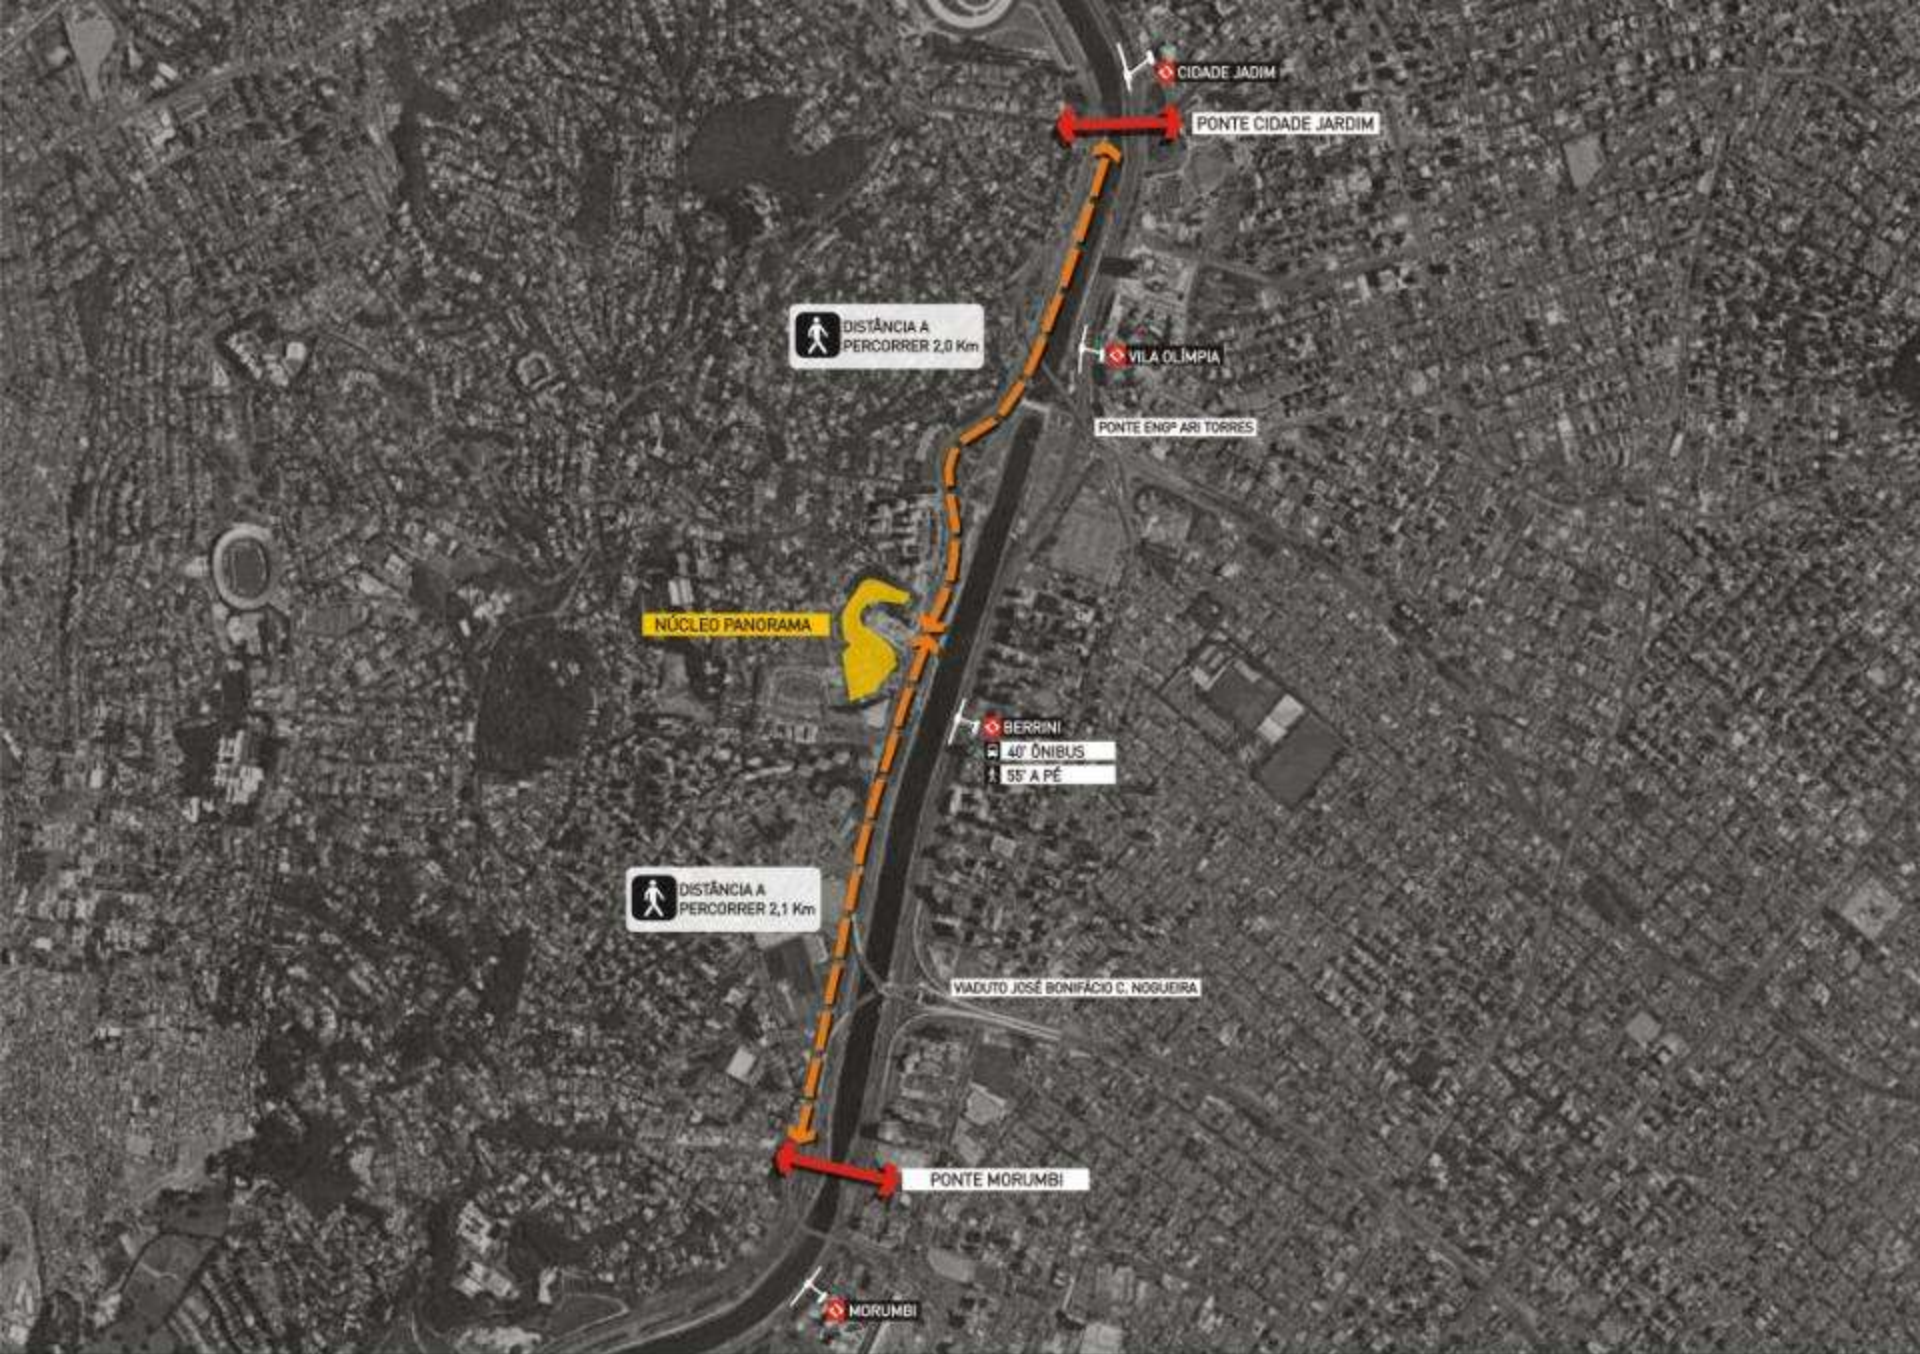 CIDADE JADIM
PONTE CIDADE JARDIM
DISTÂNCIA A
PERCORRER 2,0 Km
VILA OLÍMPIA
PONTE ENGº ARI TORRES
NÚCLEO PANORAMA
BERRINI
40' ÔNIBUS
55' A PÉ
DISTÂNCIA A
PERCORRER 2,1 Km
VIADUTO JOSÉ BONIFÁCIO C. NOGUEIRA
PONTE MORUMBI
MORUMBI